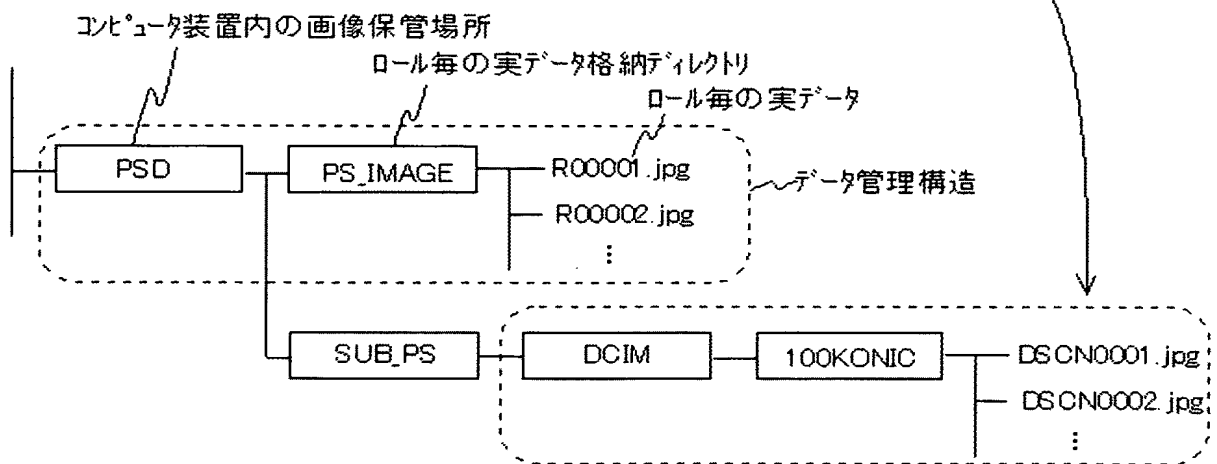 コンピュータ装置内の画像保管場所
ロール毎の実データ格納ディレクトリ
ロール毎の実データ
PSD
PS_IMAGE
R00001.jpg
データ管理構造
R00002.jpg
⋮
SUB_PS
DCIM
100KONIC
DSCN0001.jpg
DSCN0002.jpg
⋮